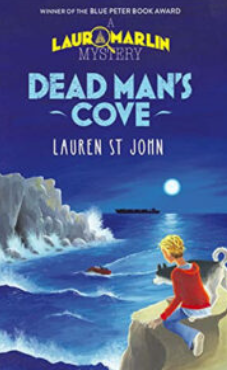 WINNER OF THE BLUE PETER BOOK AWARD
A
LAURA MARLIN
MYSTERY
DEAD MAN'S
COVE
LAUREN ST JOHN